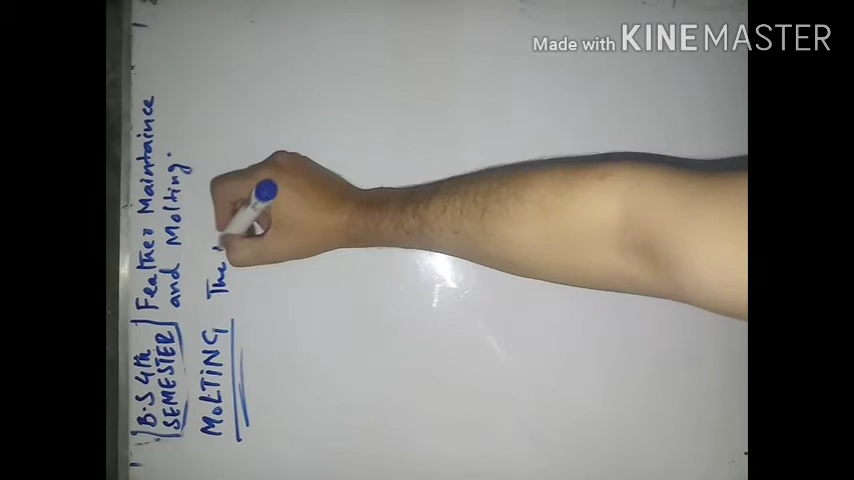 Made with KINEMASTER
B.S 4th SEMESTER
Feather Maintaince
and Molting.
MOLTING The